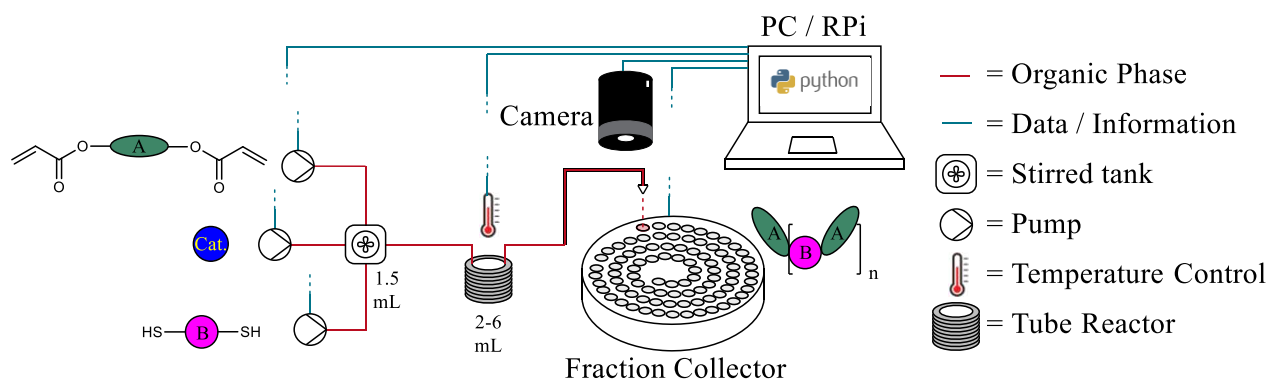 PC / RPi
python
Camera
= Organic Phase
= Data / Information
= Stirred tank
= Pump
= Temperature Control
= Tube Reactor
O
A
O
O
O
Cat.
HS
B
SH
1.5
mL
2-6
mL
A
B
A
n
Fraction Collector